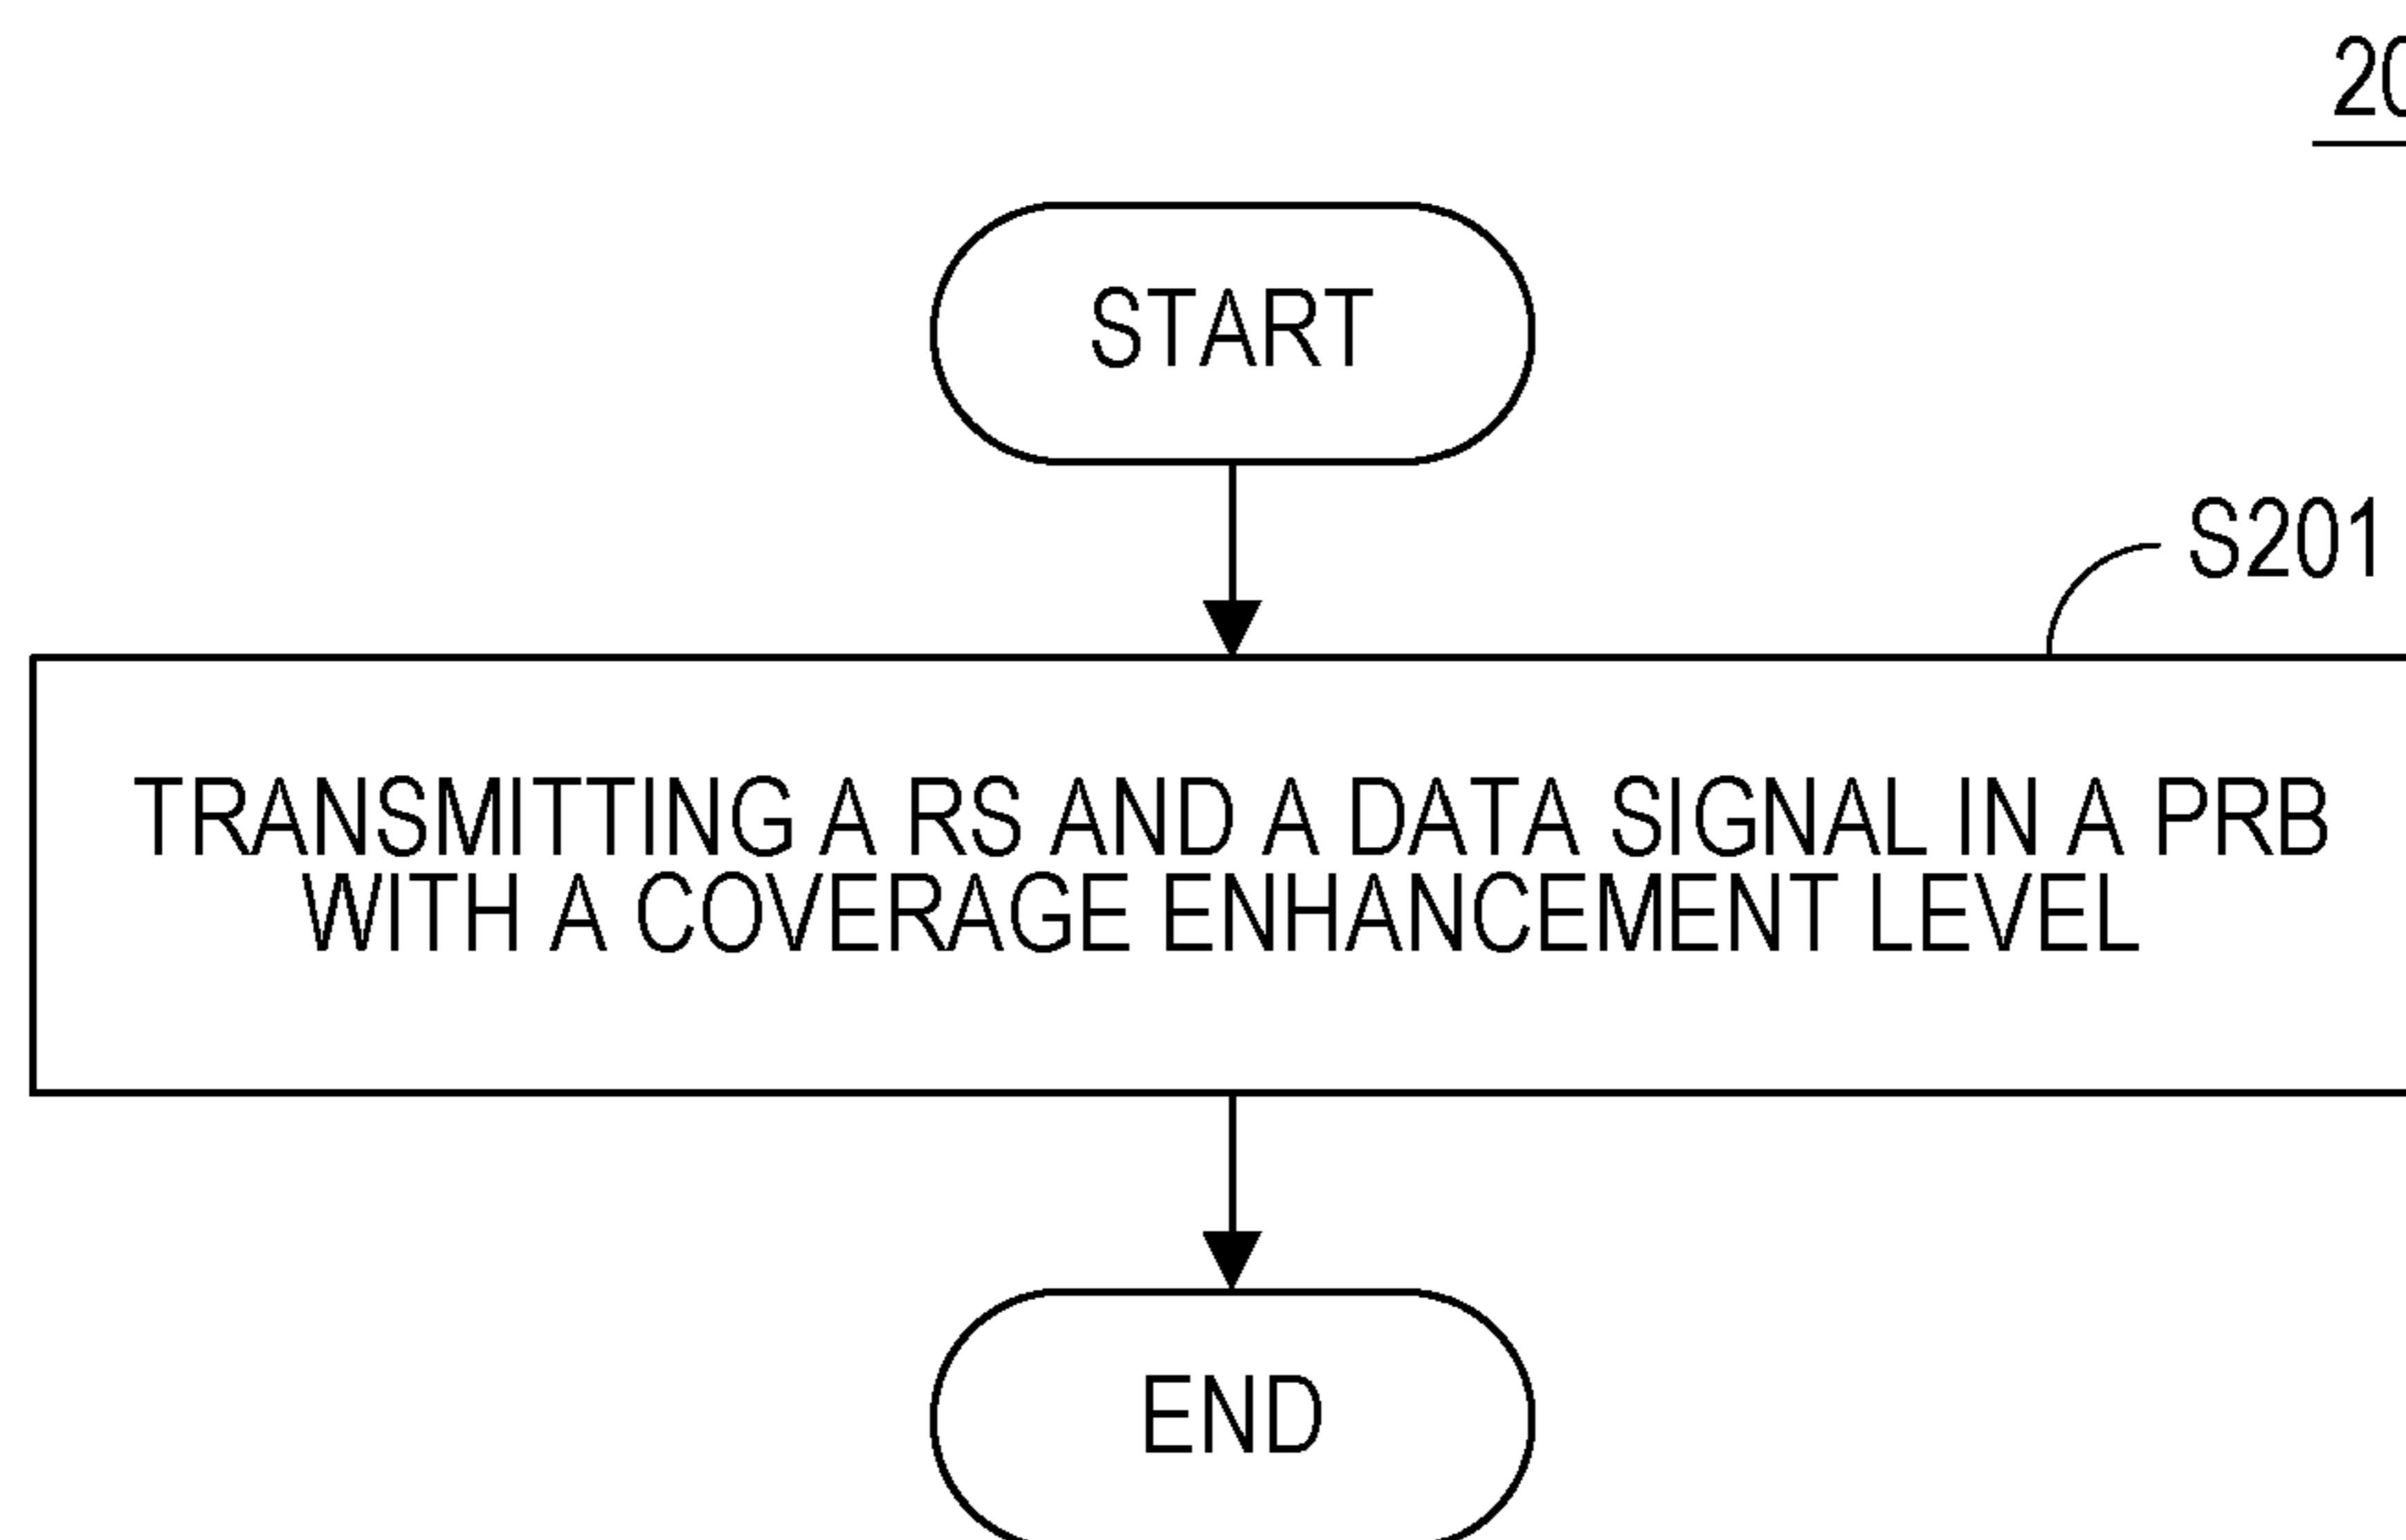 START
S201
TRANSMITTING A RS AND A DATA SIGNAL IN A PRB
WITH A COVERAGE ENHANCEMENT LEVEL
END